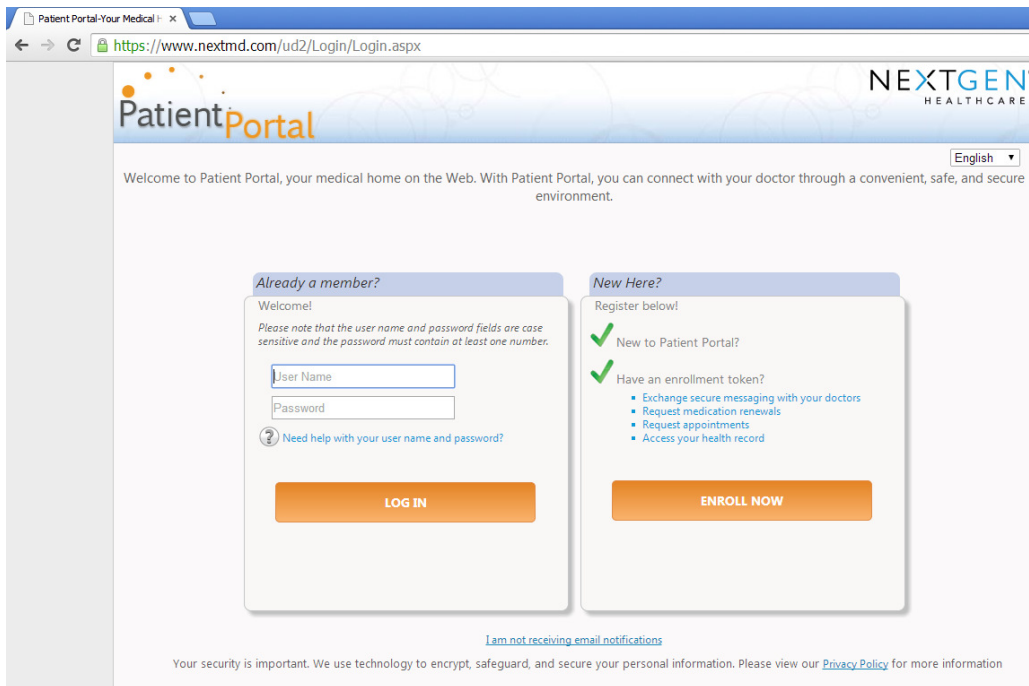 Patient Portal-Your Medical H
https://www.nextmd.com/ud2/Login/Login.aspx
PatientPortal
NEXTGEN
HEALTHCARE
English
Welcome to Patient Portal, your medical home on the Web. With Patient Portal, you can connect with your doctor through a convenient, safe, and secure
environment.
Already a member?
Welcome!
Please note that the user name and password fields are case
sensitive and the password must contain at least one number.
User Name
Password
Need help with your user name and password?
LOG IN
New Here?
Register below!
New to Patient Portal?
Have an enrollment token?
Exchange secure messaging with your doctors
Request medication renewals
Request appointments
Access your health record
ENROLL NOW
I am not receiving email notifications
Your security is important. We use technology to encrypt, safeguard, and secure your personal information. Please view our Privacy Policy for more information